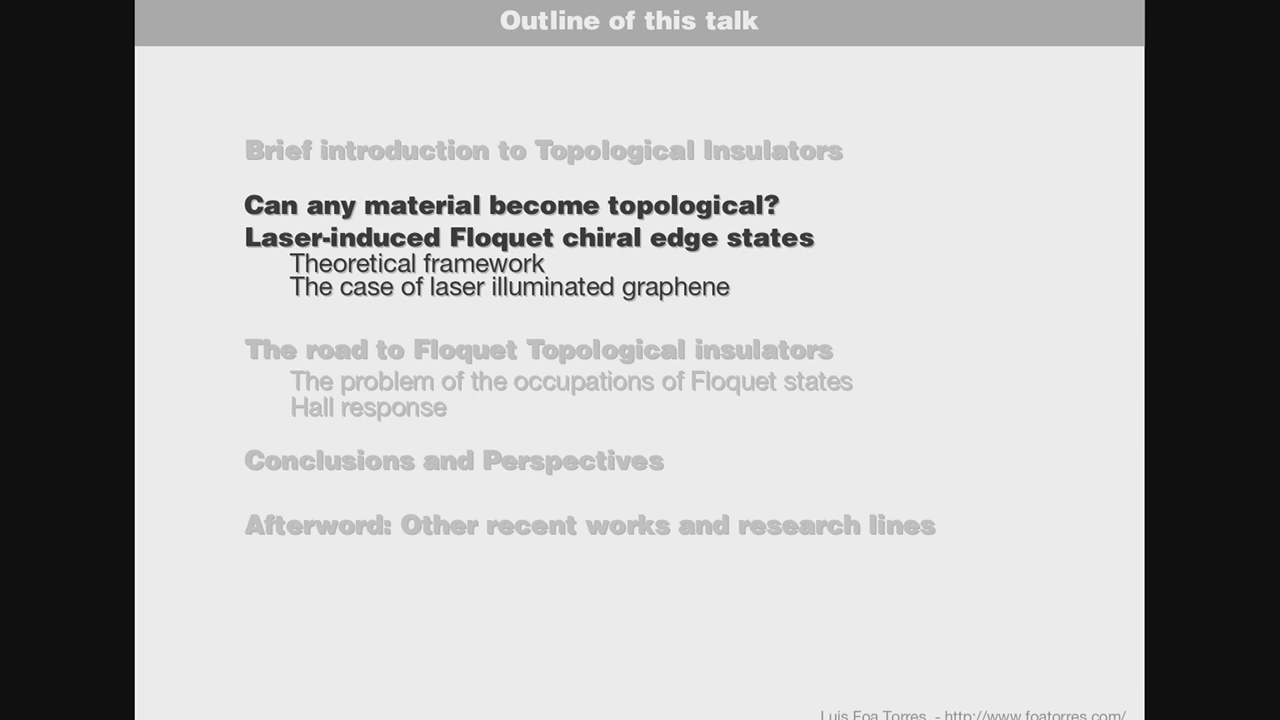 Outline of this talk
Brief introduction to Topological Insulators
Can any material become topological?
Laser-induced Floquet chiral edge states
Theoretical framework
The case of laser illuminated graphene
The road to Floquet Topological insulators
The problem of the occupations of Floquet states
Hall response
Conclusions and Perspectives
Afterword: Other recent works and research lines
Luis Foa Torres - http://www.foatorres.com/